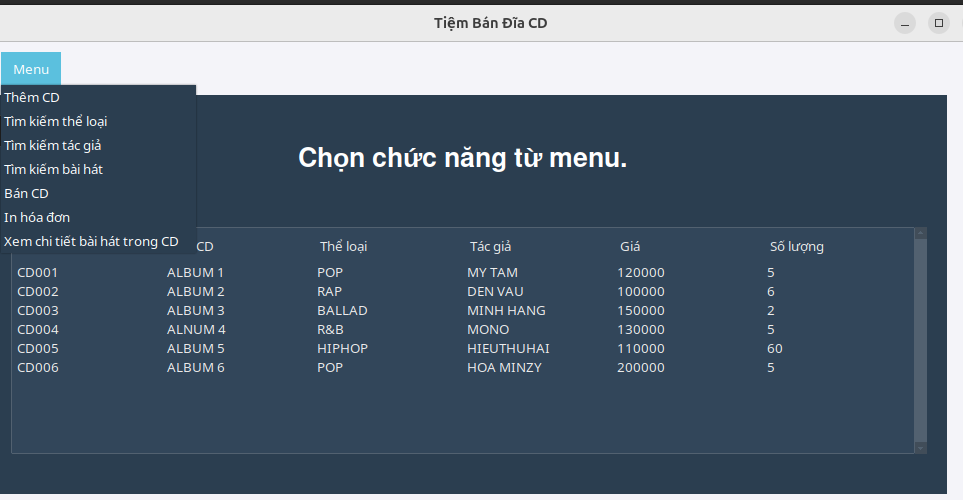 Tiệm Bán Đĩa CD
Menu
Thêm CD
Tìm kiếm thể loại
Tìm kiếm tác giả
Tìm kiếm bài hát
Bán CD
In hóa đơn
Xem chi tiết bài hát trong CD
Chọn chức năng từ menu.
CD Thể loại Tác giả Giá Số lượng
CD001 ALBUM 1 POP MY TAM 120000 5
CD002 ALBUM 2 RAP DEN VAU 100000 6
CD003 ALBUM 3 BALLAD MINH HANG 150000 2
CD004 ALNUM 4 R&B MONO 130000 5
CD005 ALBUM 5 HIPHOP HIEUTHUHAI 110000 60
CD006 ALBUM 6 POP HOA MINZY 200000 5